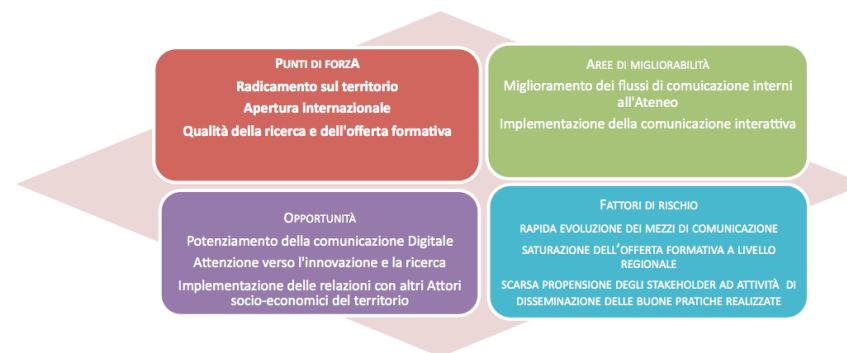 PUNTI DI FORZA
Radicamento sul territorio
Apertura internazionale
Qualità della ricerca e dell'offerta formativa
AREE DI MIGLIORABILITÀ
Miglioramento dei flussi di comuicazione interni
all'Ateneo
Implementazione della comunicazione interattiva
OPPORTUNITÀ
Potenziamento della comunicazione Digitale
Attenzione verso l'innovazione e la ricerca
Implementazione delle relazioni con altri Attori
socio-economici del territorio
FATTORI DI RISCHIO
RAPIDA EVOLUZIONE DEI MEZZI DI COMUNICAZIONE
SATURAZIONE DELL'OFFERTA FORMATIVA A LIVELLO
REGIONALE
SCARSA PROPENSIONE DEGLI STAKEHOLDER AD ATTIVITÀ DI
DISSEMINAZIONE DELLE BUONE PRATICHE REALIZZATE